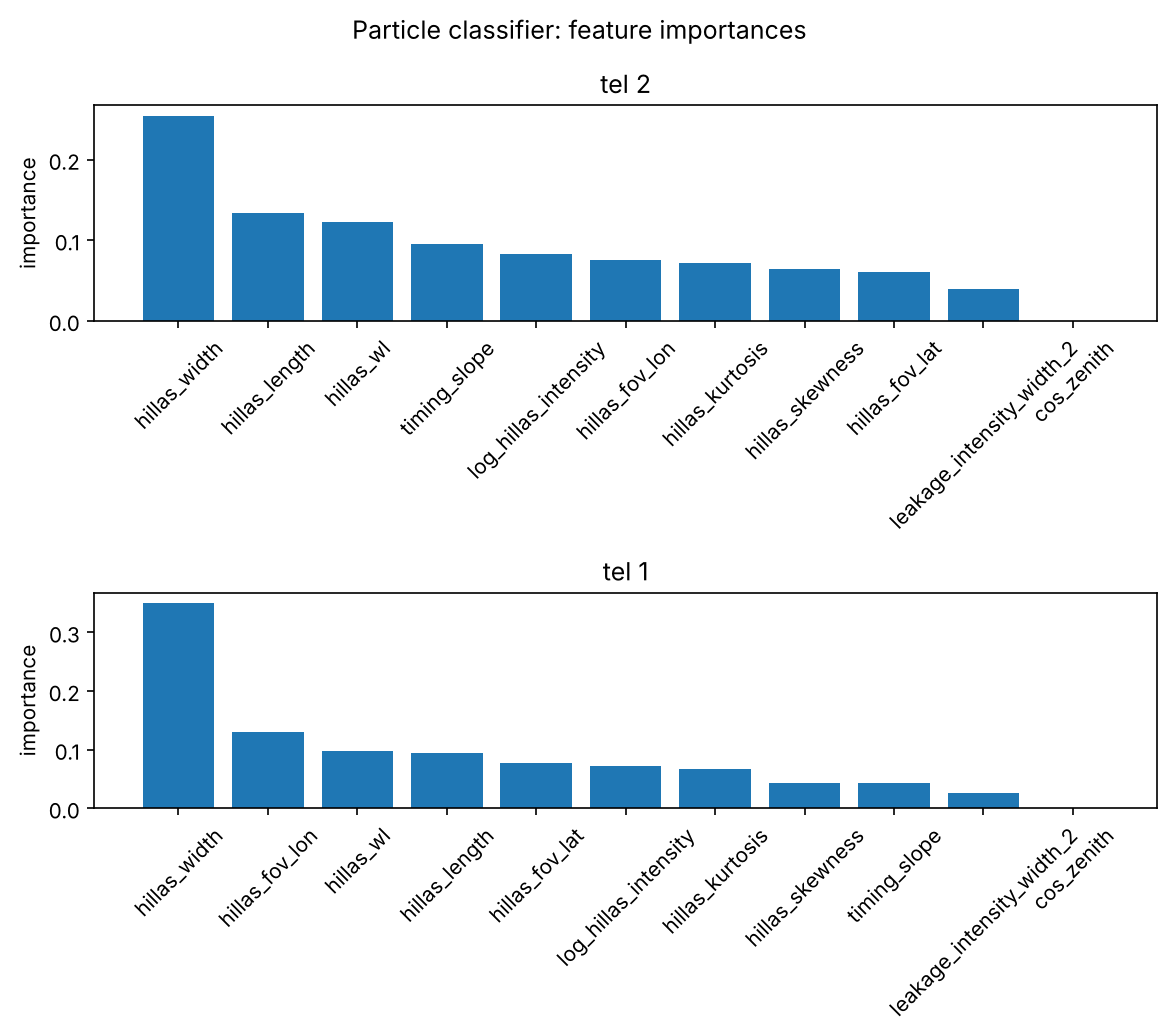 Particle classifier: feature importances
tel 2
importance
0.2
0.1
0.0
hillas_width
hillas_length
hillas_wl
timing_slope
log_hillas_intensity
hillas_fov_lon
hillas_kurtosis
hillas_skewness
hillas_fov_lat
leakage_intensity_width_2
cos_zenith
tel 1
importance
0.3
0.2
0.1
0.0
hillas_width
hillas_fov_lon
hillas_wl
hillas_length
hillas_fov_lat
log_hillas_intensity
hillas_kurtosis
hillas_skewness
timing_slope
leakage_intensity_width_2
cos_zenith